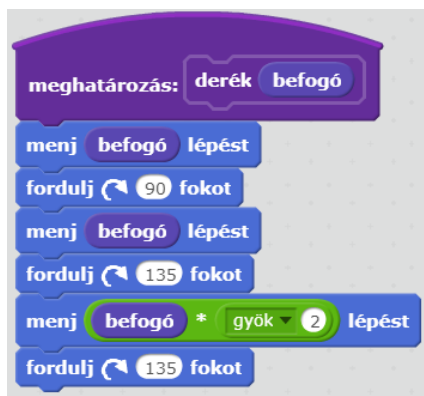 meghatározás: derék befogó
menj befogó lépést
fordulj 90 fokot
menj befogó lépést
fordulj 135 fokot
menj befogó * gyök 2 lépést
fordulj 135 fokot